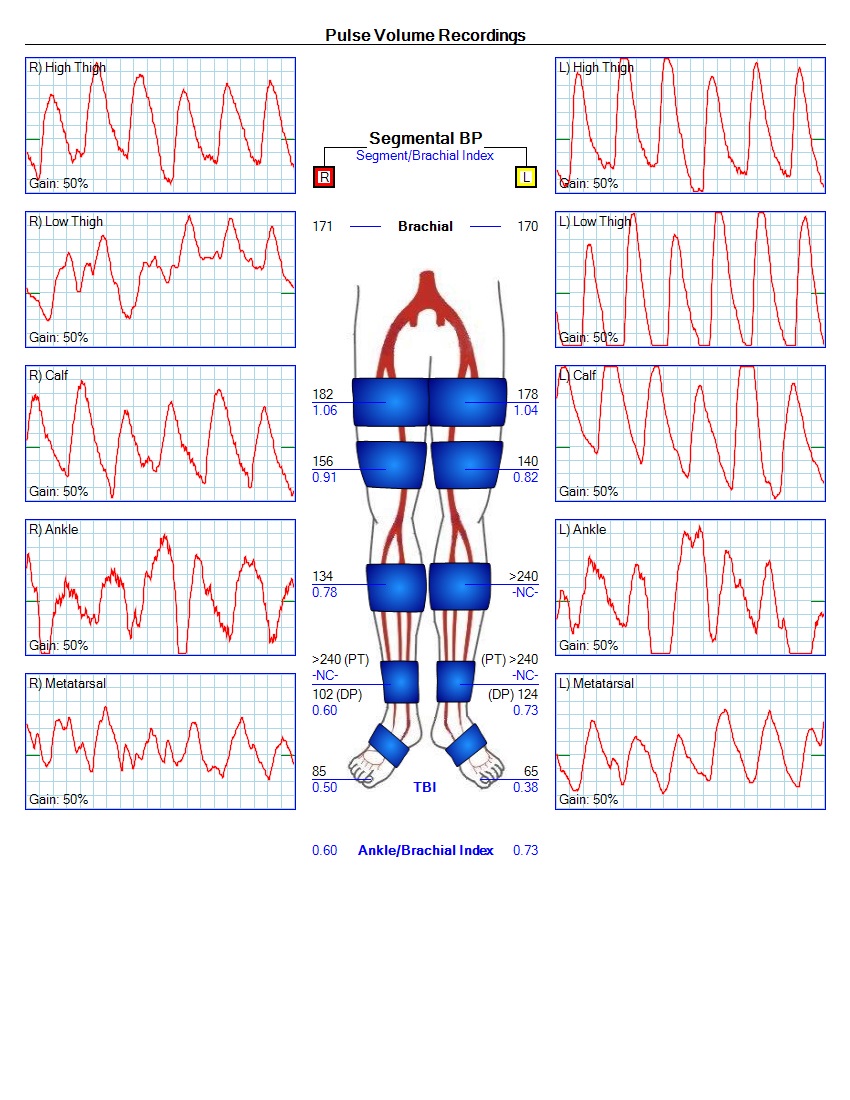 Pulse Volume Recordings
R) High Thigh
Gain: 50%
L) High Thigh
Gain: 50%
Segmental BP
Segment/Brachial Index
R
L
R) Low Thigh
Gain: 50%
171 Brachial 170
L) Low Thigh
Gain: 50%
R) Calf
Gain: 50%
182
1.06
178
1.04
L) Calf
Gain: 50%
156
0.91
140
0.82
R) Ankle
Gain: 50%
134
0.78
>240
-NC-
L) Ankle
Gain: 50%
R) Metatarsal
Gain: 50%
>240 (PT)
-NC-
102 (DP)
0.60
(PT) >240
-NC-
(DP) 124
0.73
L) Metatarsal
Gain: 50%
85
0.50
TBI
65
0.38
0.60 Ankle/Brachial Index 0.73